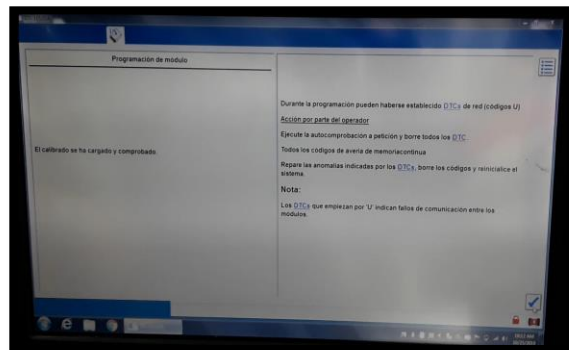 Programación de módulo
El calibrado se ha cargado y comprobado.
Durante la programación pueden haberse establecido DTCs de red (códigos U)
Acción por parte del operador
Ejecute la autocomprobación a petición y borre todos los DTC.
Todos los códigos de avería de memoriacontinua
Repare las anomalías indicadas por los DTCs, borre los códigos y reinicialice el
sistema.
Nota:
Los DTCs que empiezan por 'U' indican fallos de comunicación entre los
módulos.